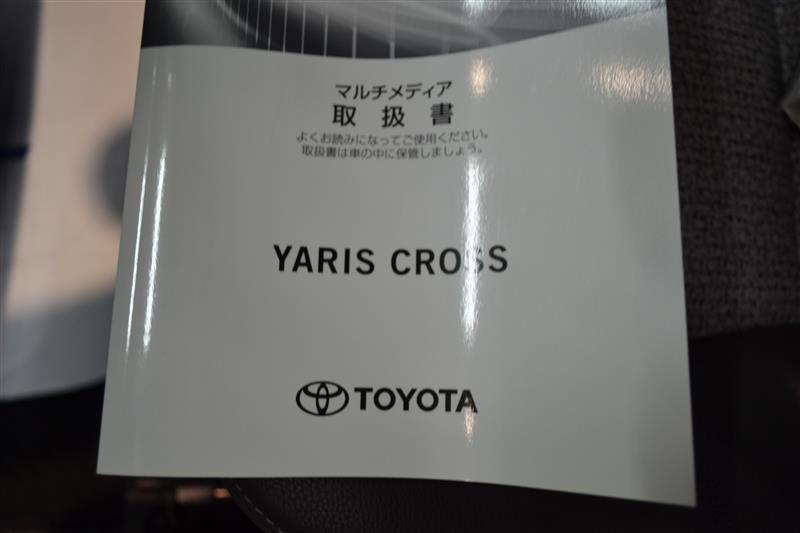 マルチメディア
取扱書
よくお読みになってご使用ください。
取扱書は車の中に保管しましょう。
YARIS CROSS
TOYOTA